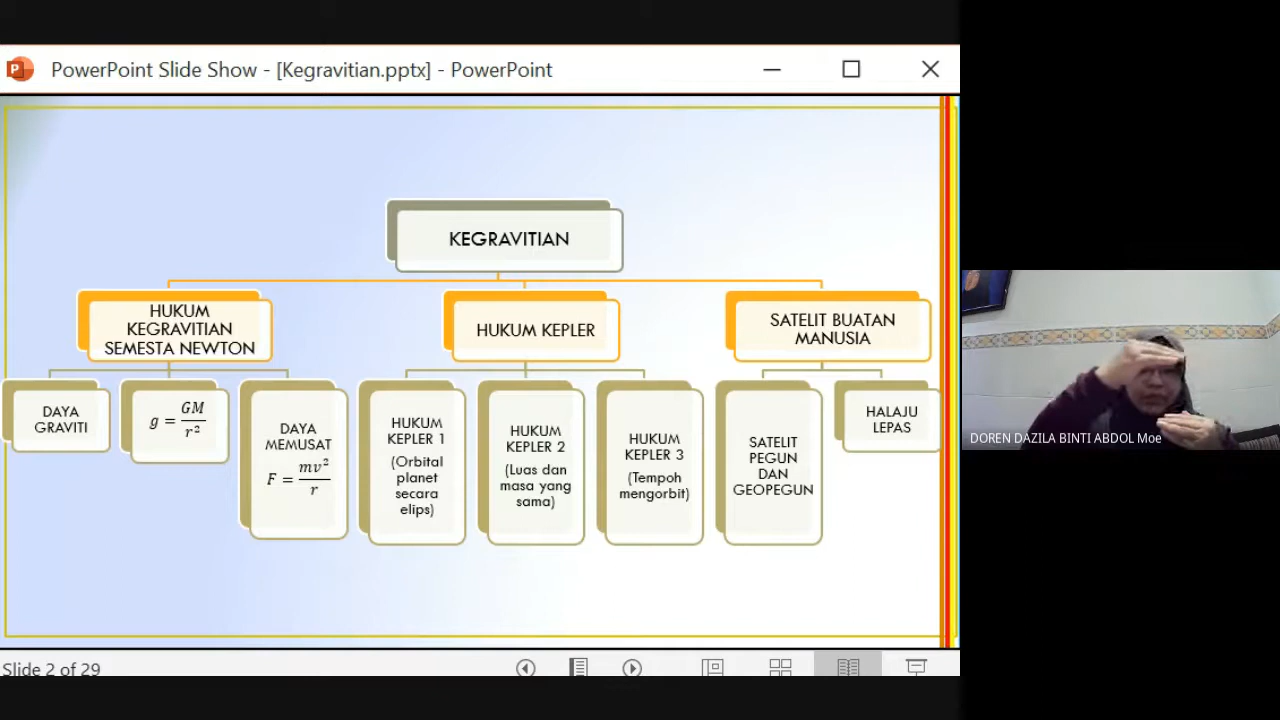 PowerPoint Slide Show - [Kegravitian.pptx] - PowerPoint
KEGRAVITIAN
HUKUM
KEGRAVITIAN
SEMESTA NEWTON
HUKUM KEPLER
SATELIT BUATAN
MANUSIA
DAYA
GRAVITI
g = GM/r²
DAYA
MEMUSAT
F = mv²/r
HUKUM
KEPLER 1
(Orbital
planet
secara
elips)
HUKUM
KEPLER 2
(Luas dan
masa yang
sama)
HUKUM
KEPLER 3
(Tempoh
mengorbit)
SATELIT
PEGUN
DAN
GEOPEGUN
HALAJU
LEPAS
DOREN DAZILA BINTI ABDOL Moe
Slide 2 of 29